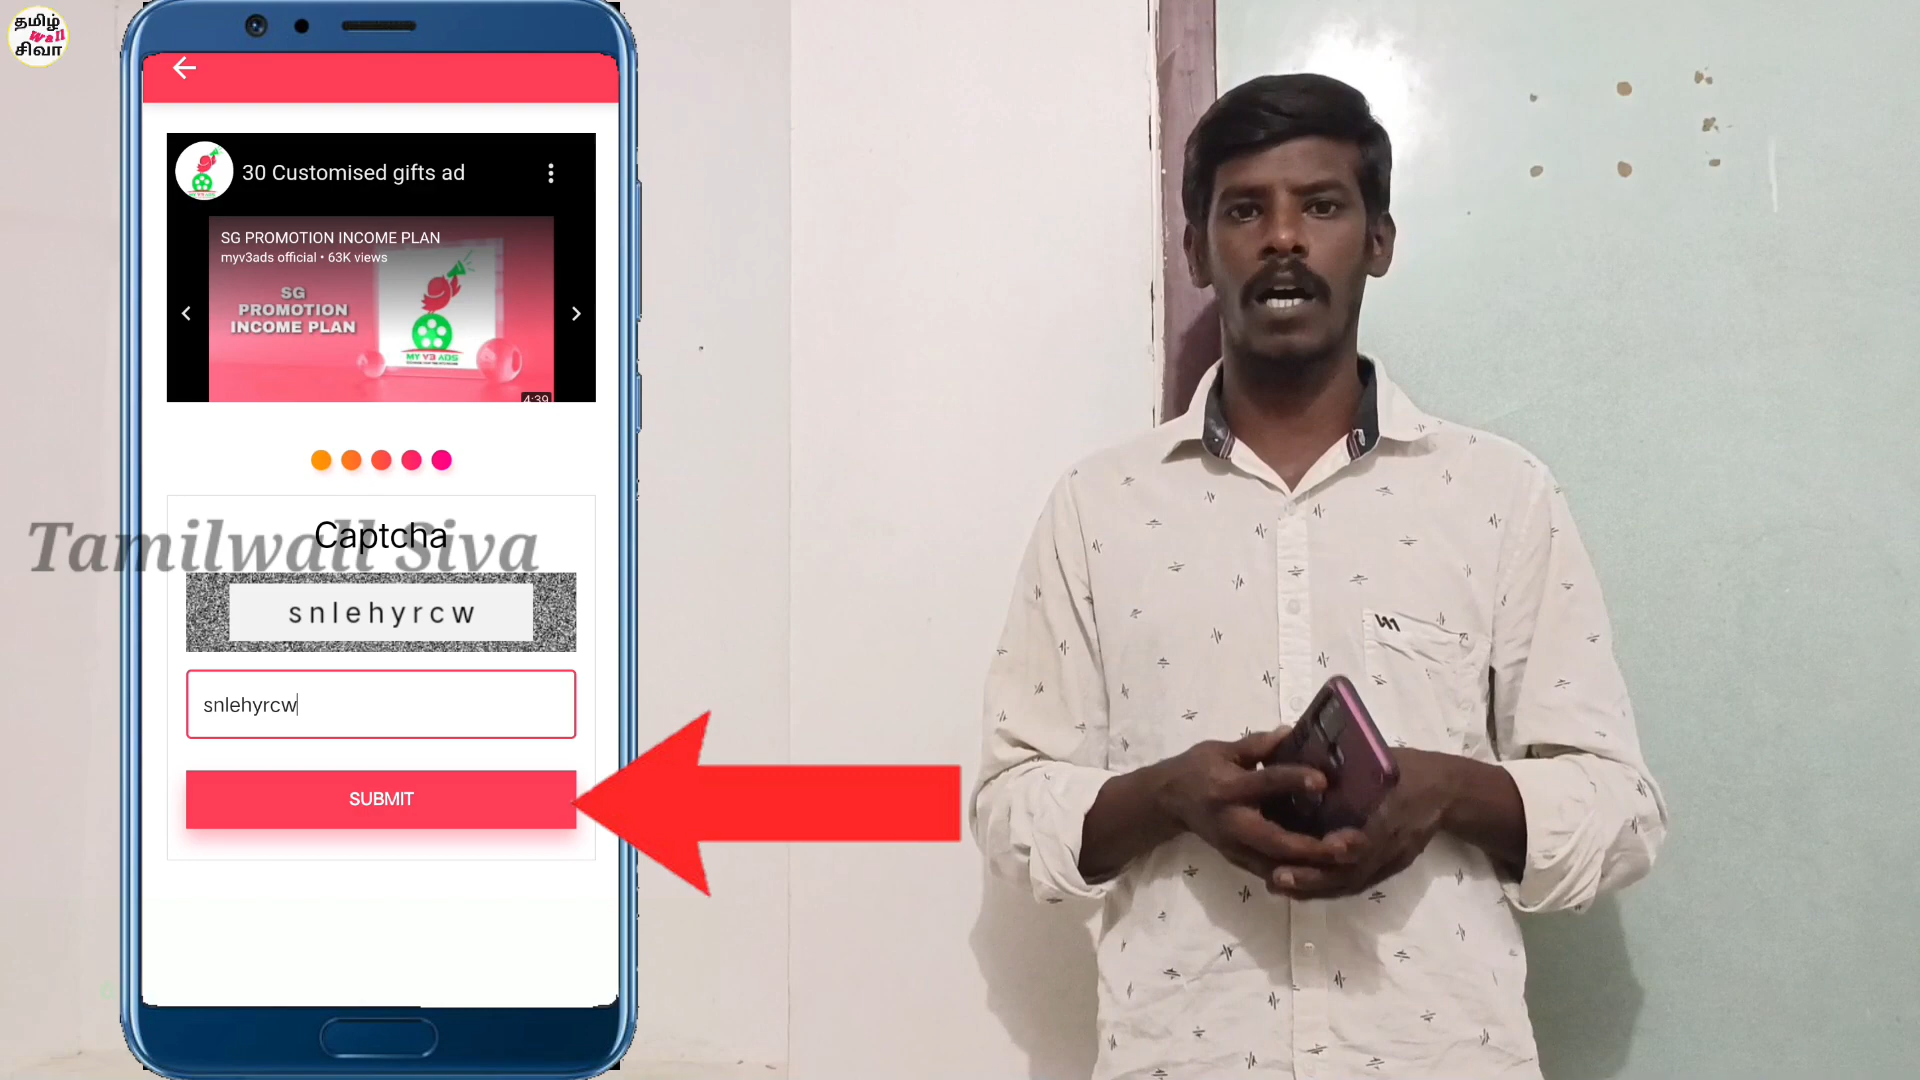 தமிழ்
wall
சிவா
30 Customised gifts ad
SG PROMOTION INCOME PLAN
myv3ads official • 63K views
SG
PROMOTION
INCOME PLAN
MY V3 ADS
4:39
Captcha
Tamilwall Siva
snlehyrcw
snlehyrcw
SUBMIT